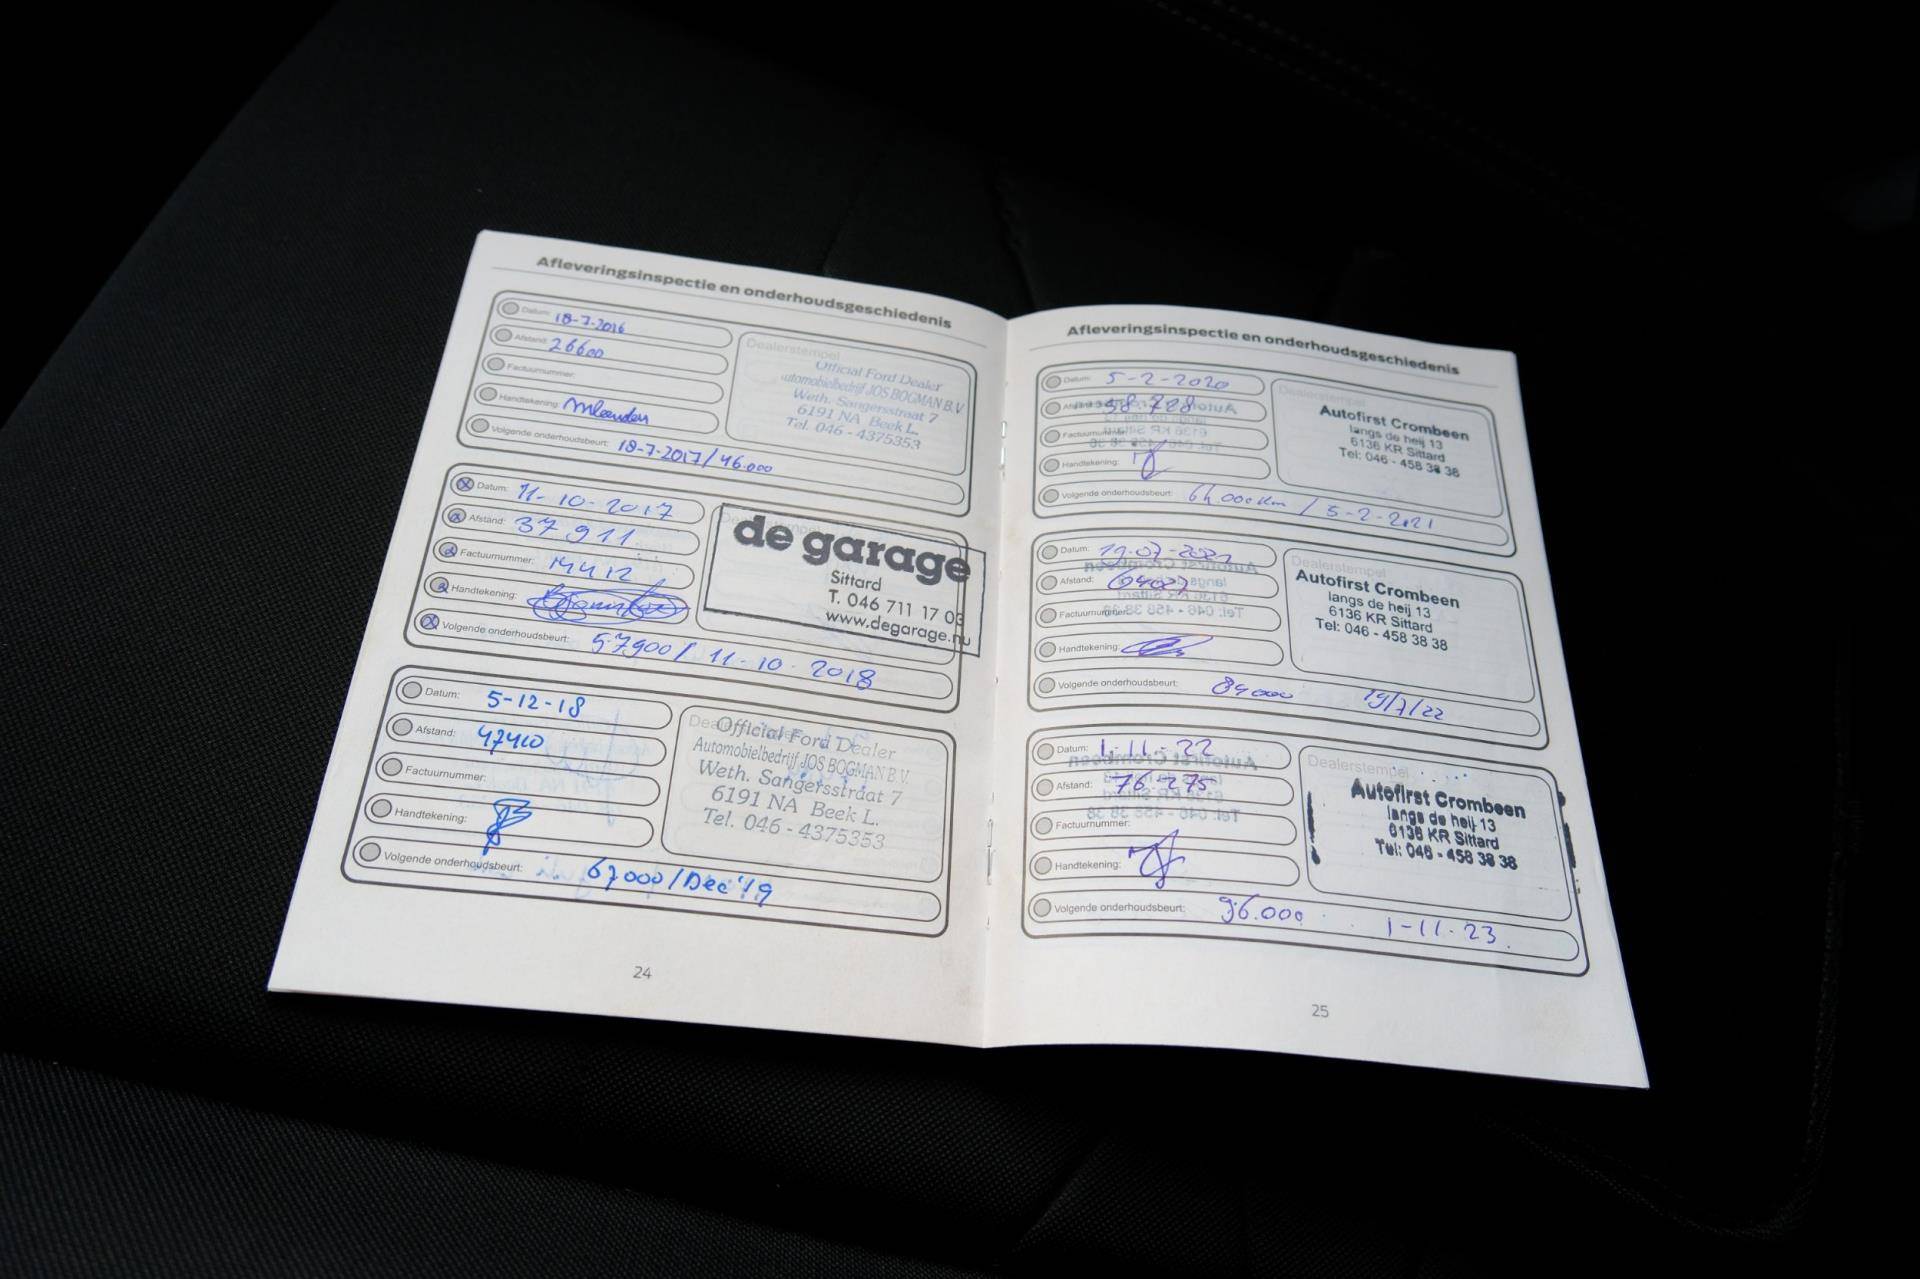 Afleveringsinspectie en onderhoudsgeschiedenis
Datum: 18-7-2016
Afstand: 26600
Factuurnummer:
Handtekening:
Volgende onderhoudsbeurt: 18-7-2017/46.000
Dealerstempel
Official Ford Dealer
Automobielbedrijf JOS BOGMAN B.V.
Weth. Sangersstraat 7
6191 NA Beek L.
Tel. 046 - 4375353
Datum: 11-10-2017
Afstand: 37911
Factuurnummer:
Handtekening:
Volgende onderhoudsbeurt: 57900/ 11-10-2018
de garage
Sittard
T. 046 711 17 03
www.degarage.nu
Datum: 5-12-18
Afstand: 47410
Factuurnummer:
Handtekening:
Volgende onderhoudsbeurt: 67000/Dec '19
Official Ford Dealer
Automobielbedrijf JOS BOGMAN B.V.
Weth. Sangersstraat 7
6191 NA Beek L.
Tel. 046 - 4375353
24
Afleveringsinspectie en onderhoudsgeschiedenis
Datum: 5-2-2020
Factuurnummer:
Handtekening:
Volgende onderhoudsbeurt: / 5-2-2021
Dealerstempel
Autofirst Crombeen
langs de heij 13
6136 KR Sittard
Tel: 046 - 458 38 38
Datum: 19-07-2021
Afstand: 64027
Factuurnummer:
Handtekening:
Volgende onderhoudsbeurt: 84000 19/7/22
Dealerstempel
Autofirst Crombeen
langs de heij 13
6136 KR Sittard
Tel: 046 - 458 38 38
Datum: 1-11-22
Afstand: 76.275
Factuurnummer:
Handtekening:
Volgende onderhoudsbeurt: 96.000 1-11-23
Dealerstempel
Autofirst Crombeen
langs de heij 13
6136 KR Sittard
Tel: 046 - 458 38 38
25